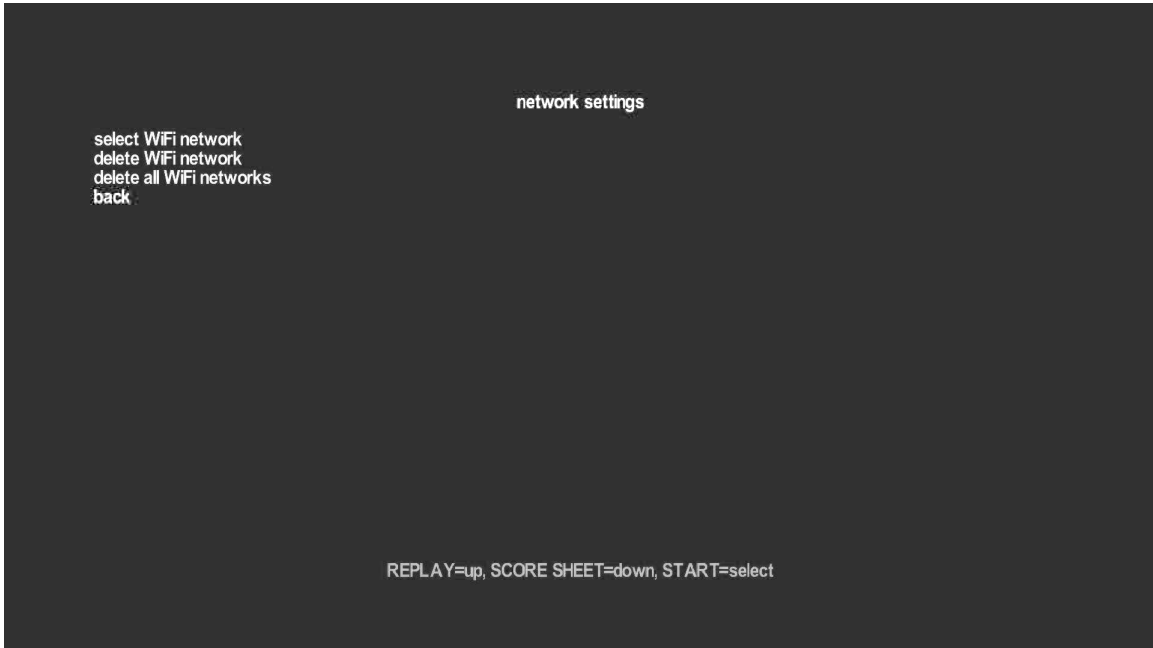 network settings
select WiFi network
delete WiFi network
delete all WiFi networks
back
REPLAY=up, SCORE SHEET=down, START=select